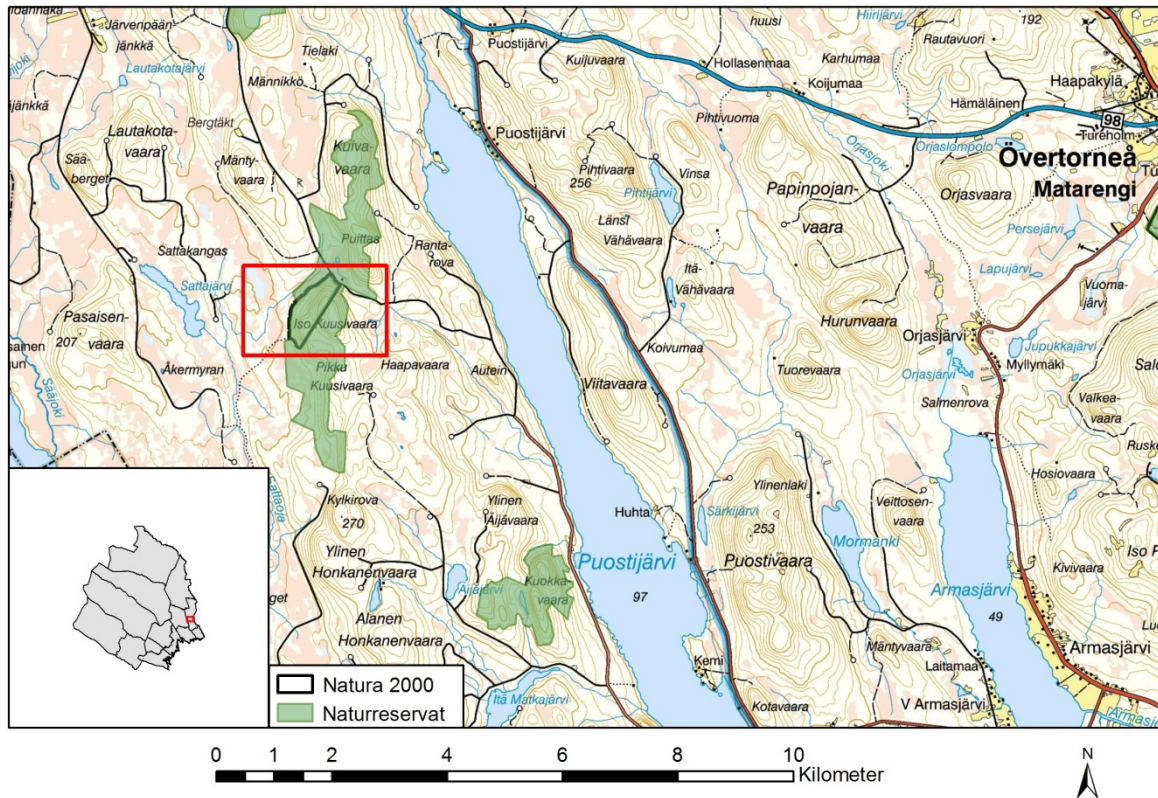 Järvenpään
jänkkä
Tielaki
Männikkö
Lautakotajärvi
Bergtäkt
Lautakota-
vaara
Sää-
berget
Mänty-
vaara
Kuiva-
vaara
Puittas
Sattakangas
Sattajärvi
Ranta-
rova
Iso Kuusivaara
Pasaisen-
207 vaara
Åkermyran
Pikku
Kuusivaara
Haapavaara
Autein
Sääjoki
Sattaoja
Kylkirova
270
Ylinen
Honkanenvaara
Alanen
Honkanenvaara
Ylinen
Äijävaara
Äijäjärvi
Kuokka-
vaara
Itä Matkajärvi
Puostijärvi
Kuijuvaara
huusi
Hollasenmaa
Karhumaa
Koijumaa
Hiirijärvi
192
Rautavuori
Haapakylä
Hämäläinen
98
Tureholm
Puostijärvi
Pihtivuoma
Pihtivaara
256
Pihtijärvi
Vinsa
Länsi
Vähävaara
Itä-
Vähävaara
Orjasjoki
Orjaslompolo
Övertorneå
Matarengi
Papinpojan-
vaara
Orjasvaara
Persejärvi
Lapujärvi
Vuoma-
järvi
Hurunvaara
Orjasjärvi
Jupukkajärvi
Myllymäki
Orjasjärvi
Koivumaa
Viitavaara
Tuorevaara
Salmenrova
Valkea-
vaara
Hosiovaara
Ylinenlaki
Veittosen-
vaara
Huhta
Särkijärvi
253
Puostivaara
Mormanki
Puostijärvi
97
Armasjärvi
49
Kivivaara
Armasjärvi
Mäntyvaara
Laitamaa
V Armasjärvi
Kemi
Kotavaara
Natura 2000
Naturreservat
0 1 2 4 6 8 10
Kilometer
N